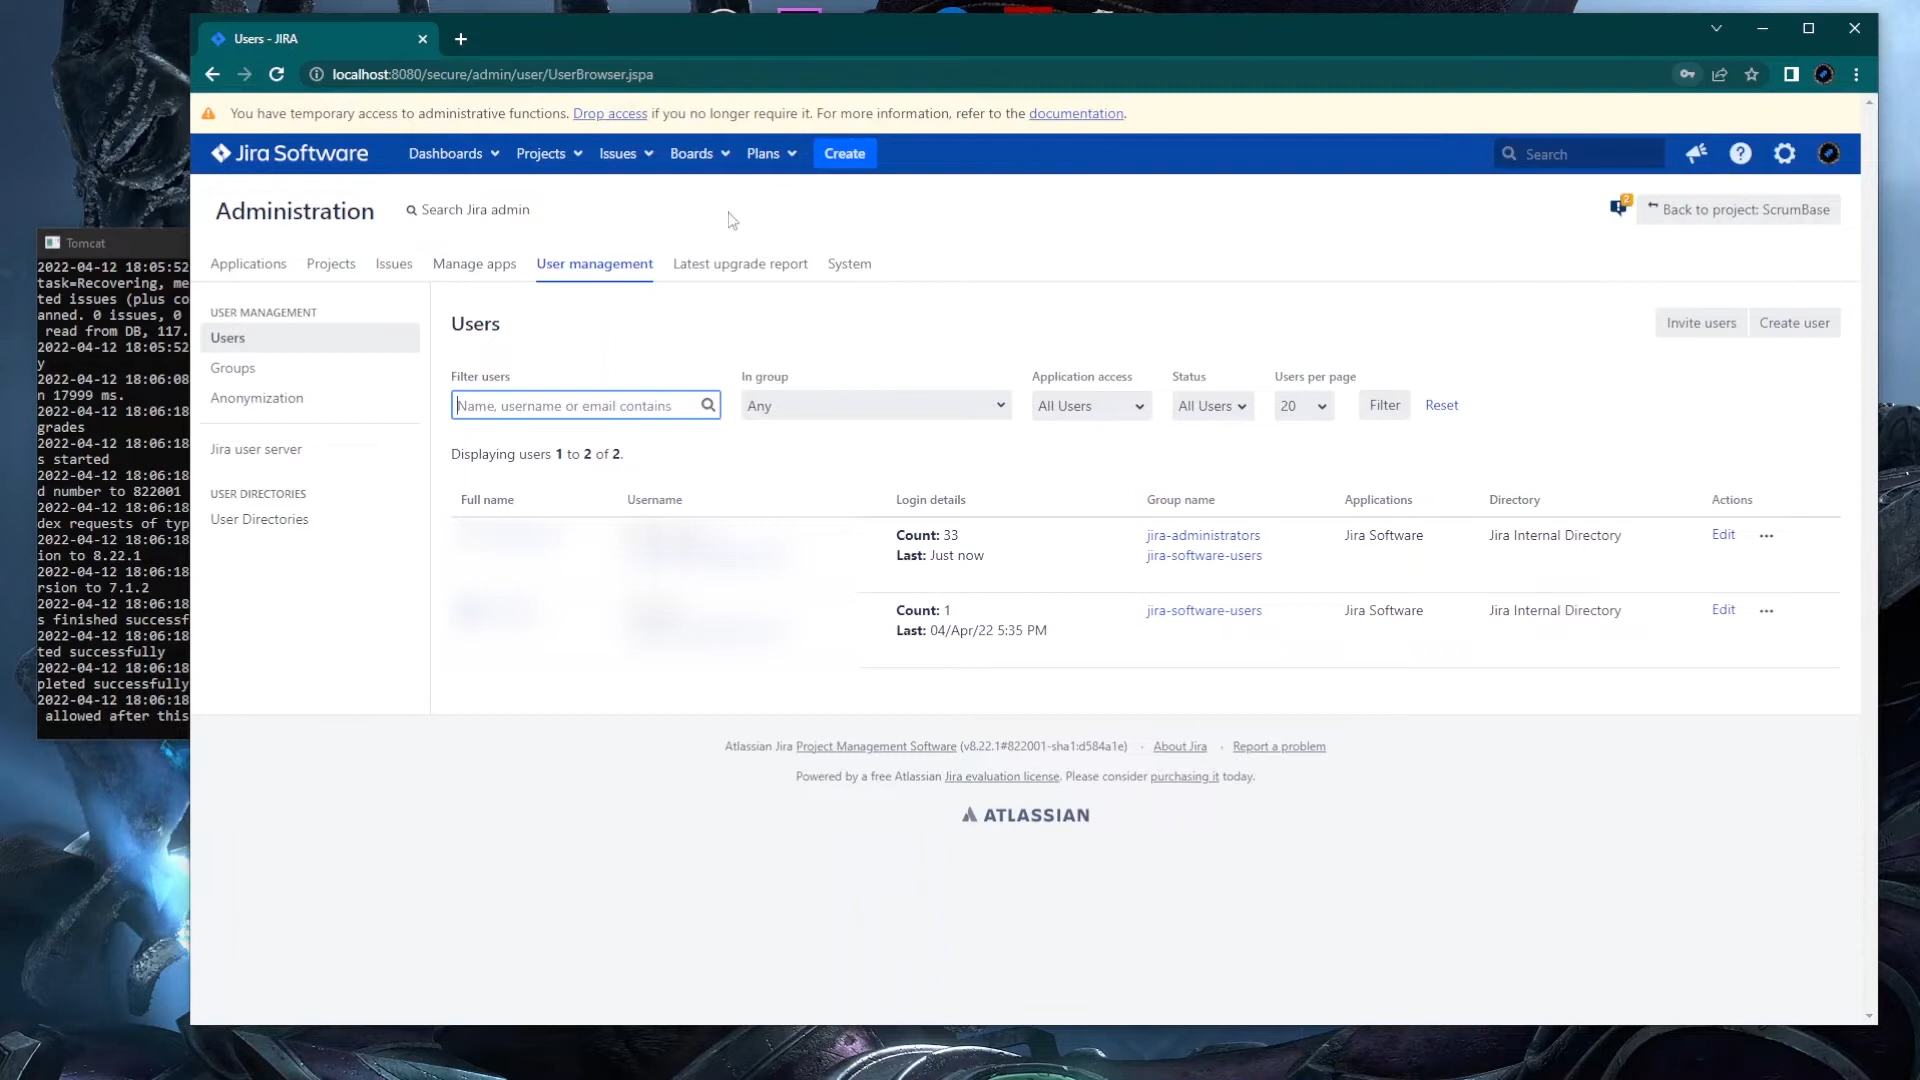 Users - JIRA
localhost:8080/secure/admin/user/UserBrowser.jspa
You have temporary access to administrative functions. Drop access if you no longer require it. For more information, refer to the documentation.
Jira Software Dashboards Projects Issues Boards Plans Create Search
Administration Search Jira admin 2 Back to project: ScrumBase
Applications Projects Issues Manage apps User management Latest upgrade report System
USER MANAGEMENT
Users
Groups
Anonymization
Jira user server
USER DIRECTORIES
User Directories
Users Invite users Create user
Filter users In group Application access Status Users per page
Name, username or email contains Any All Users All Users 20 Filter Reset
Displaying users 1 to 2 of 2.
Full name Username Login details Group name Applications Directory Actions
Count: 33 jira-administrators Jira Software Jira Internal Directory Edit
Last: Just now jira-software-users
Count: 1 jira-software-users Jira Software Jira Internal Directory Edit
Last: 04/Apr/22 5:35 PM
Atlassian Jira Project Management Software (v8.22.1#822001-sha1:d584a1e) · About Jira · Report a problem
Powered by a free Atlassian Jira evaluation license. Please consider purchasing it today.
ATLASSIAN
Tomcat
2022-04-12 18:05:52
task=Recovering, me
ted issues (plus co
anned. 0 issues, 0
read from DB, 117.
2022-04-12 18:05:52
y
2022-04-12 18:06:08
n 17999 ms.
2022-04-12 18:06:18
grades
2022-04-12 18:06:18
s started
2022-04-12 18:06:18
d number to 822001
2022-04-12 18:06:18
dex requests of typ
2022-04-12 18:06:18
ion to 8.22.1
2022-04-12 18:06:18
rsion to 7.1.2
2022-04-12 18:06:18
s finished successf
2022-04-12 18:06:18
ted successfully
2022-04-12 18:06:18
pleted successfully
2022-04-12 18:06:18
allowed after this